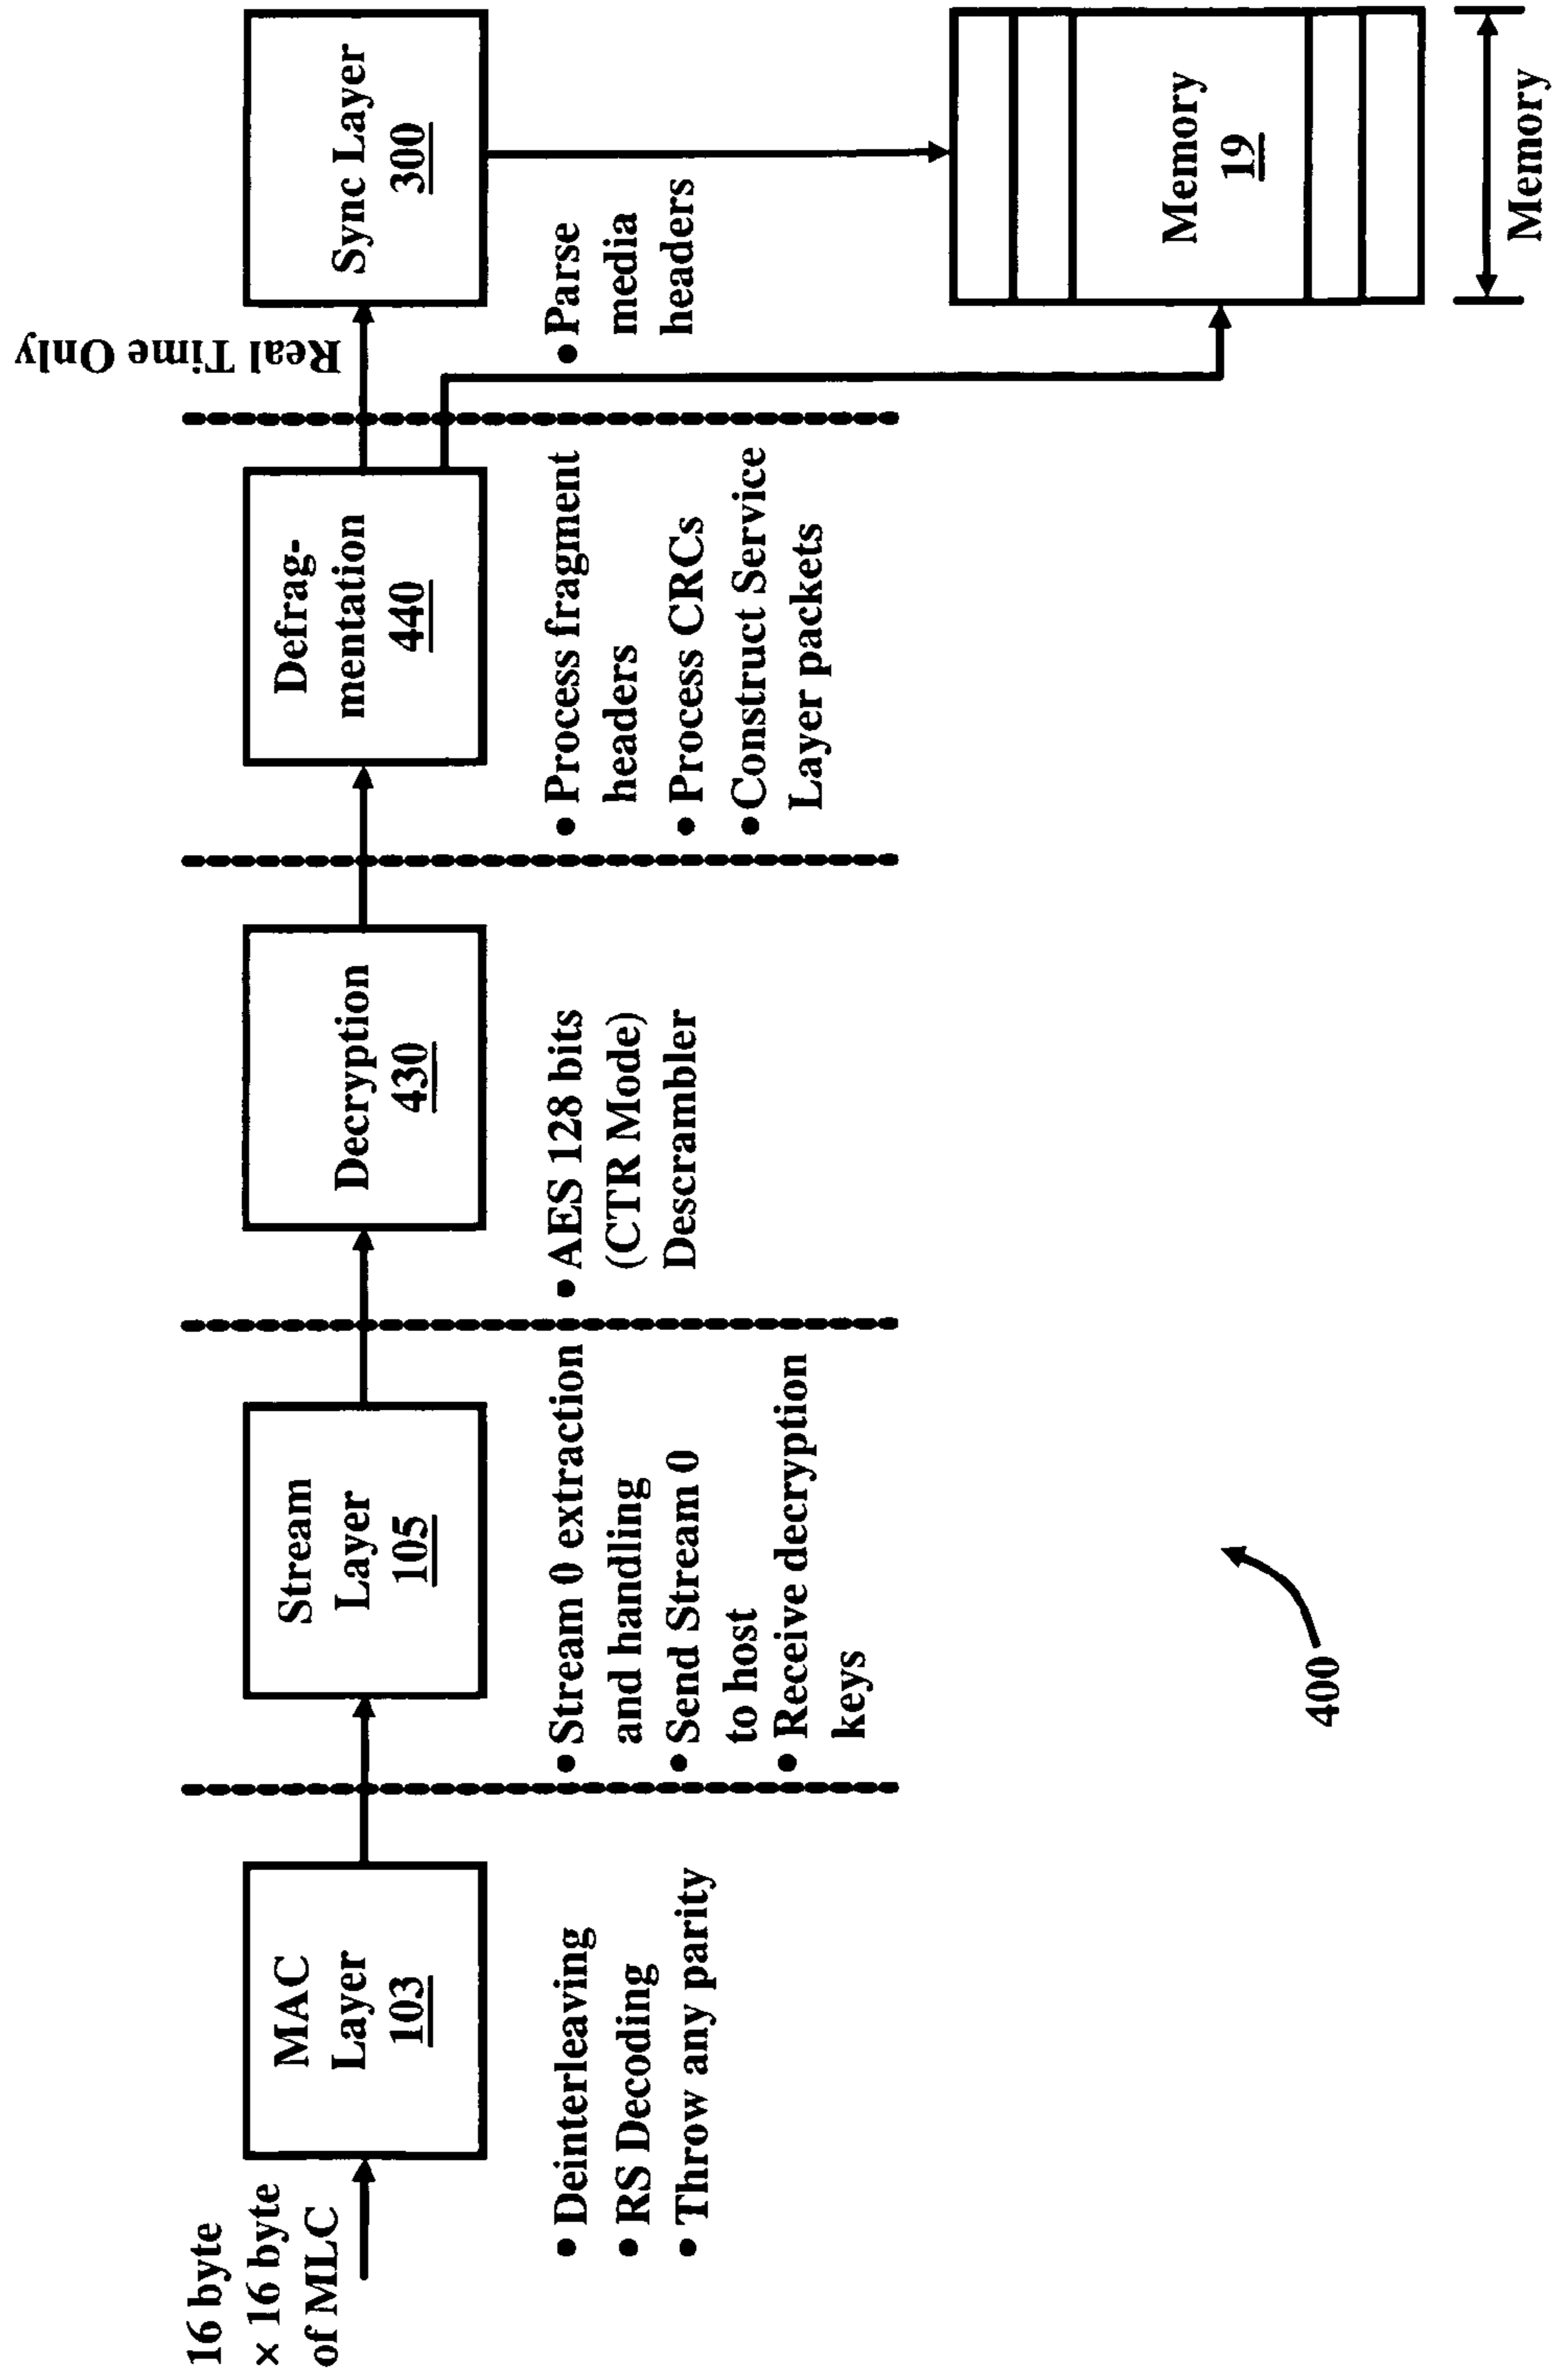 16 byte
× 16 byte
of MLC
MAC
Layer
103
• Deinterleaving
• RS Decoding
• Throw any parity
Stream
Layer
105
• Stream 0 extraction
and handling
• Send Stream 0
to host
• Receive decryption
keys
Decryption
430
• AES 128 bits
(CTR Mode)
Descrambler
Defrag-
mentation
440
• Process fragment
headers
• Process CRCs
• Construct Service
Layer packets
Real Time Only
Sync Layer
300
• Parse
media
headers
Memory
19
Memory
400